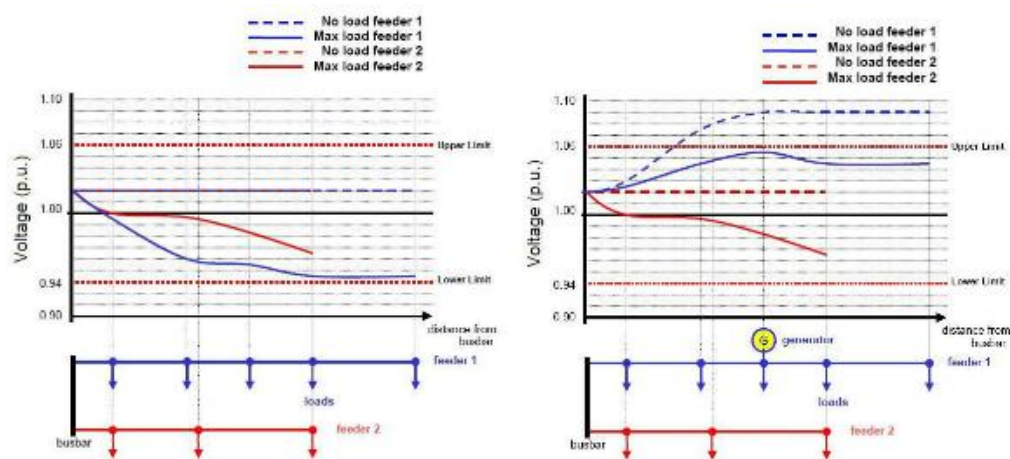 No load feeder 1
Max load feeder 1
No load feeder 2
Max load feeder 2
1.10
1.06
1.00
0.94
0.90
Voltage (p.u.)
Upper Limit
Lower Limit
distance from
busbar
feeder 1
loads
busbar
feeder 2
No load feeder 1
Max load feeder 1
No load feeder 2
Max load feeder 2
1.10
1.06
1.00
0.94
0.90
Voltage (p.u.)
Upper Limit
Lower Limit
distance from
busbar
G
generator
feeder 1
loads
busbar
feeder 2